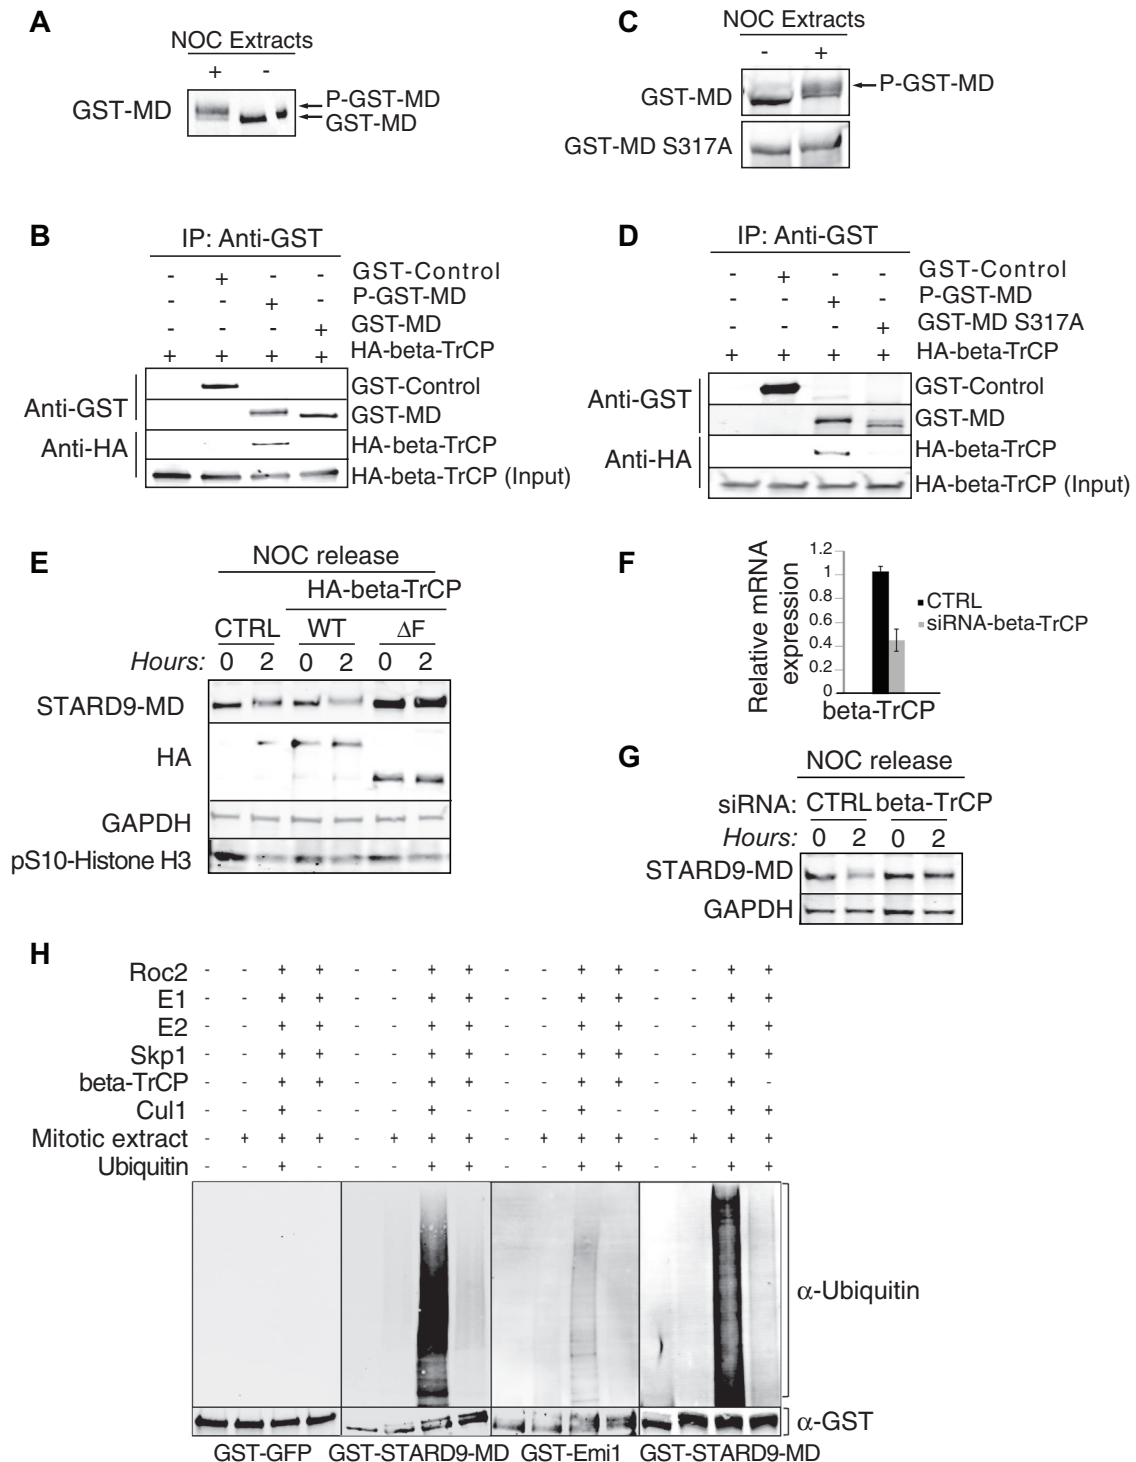 A
NOC Extracts
+ -
GST-MD
P-GST-MD
GST-MD
C
NOC Extracts
- +
GST-MD
P-GST-MD
GST-MD S317A
B
IP: Anti-GST
- + - - GST-Control
- - + - P-GST-MD
- - - + GST-MD
+ + + + HA-beta-TrCP
Anti-GST
GST-Control
GST-MD
Anti-HA
HA-beta-TrCP
HA-beta-TrCP (Input)
D
IP: Anti-GST
- + - - GST-Control
- - + - P-GST-MD
- - - + GST-MD S317A
+ + + + HA-beta-TrCP
Anti-GST
GST-Control
GST-MD
Anti-HA
HA-beta-TrCP
HA-beta-TrCP (Input)
E
NOC release
HA-beta-TrCP
CTRL WT ΔF
Hours: 0 2 0 2 0 2
STARD9-MD
HA
GAPDH
pS10-Histone H3
F
Relative mRNA
expression
1.2
1
0.8
0.6
0.4
0.2
0
CTRL
siRNA-beta-TrCP
beta-TrCP
G
NOC release
siRNA: CTRL beta-TrCP
Hours: 0 2 0 2
STARD9-MD
GAPDH
H
Roc2 - - + + - - + + - - + + - - + +
E1 - - + + - - + + - - + + - - + +
E2 - - + + - - + + - - + + - - + +
Skp1 - - + + - - + + - - + + - - + +
beta-TrCP - - + + - - + + - - + + - - + -
Cul1 - - + - - - + - - - + - - - + +
Mitotic extract - + + + - + + + - + + + - + + +
Ubiquitin - - + - - - + + - - + + - - + +
α-Ubiquitin
α-GST
GST-GFP GST-STARD9-MD GST-Emi1 GST-STARD9-MD